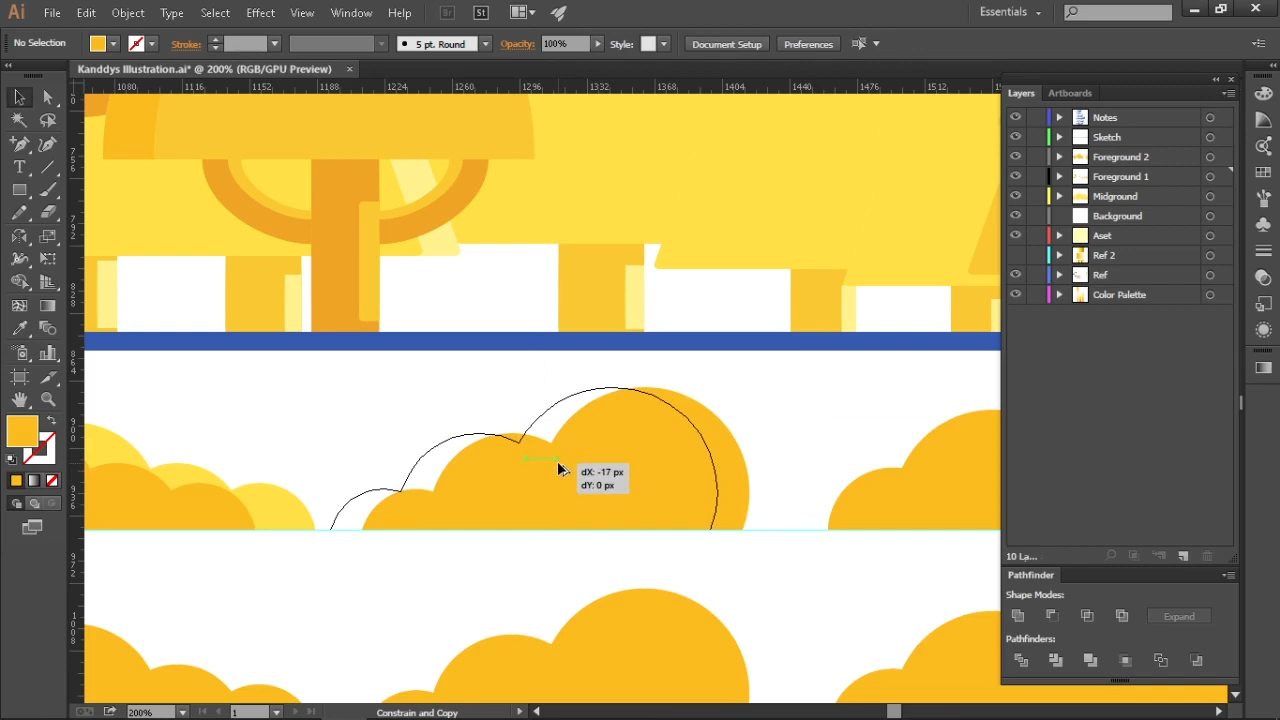 Ai File Edit Object Type Select Effect View Window Help Br St Essentials
No Selection Stroke: 5 pt. Round Opacity: 100% Style: Document Setup Preferences
Kanddys Illustration.ai* @ 200% (RGB/GPU Preview) ×
1080 1116 1152 1188 1224 1260 1296 1332 1368 1404 1440 1476 1512
Layers Artboards
Notes
Sketch
Foreground 2
Foreground 1
Midground
Background
Aset
Ref 2
Ref
Color Palette
dX: -17 px
dY: 0 px
10 La...
Pathfinder
Shape Modes:
Expand
Pathfinders:
200% 1 Constrain and Copy